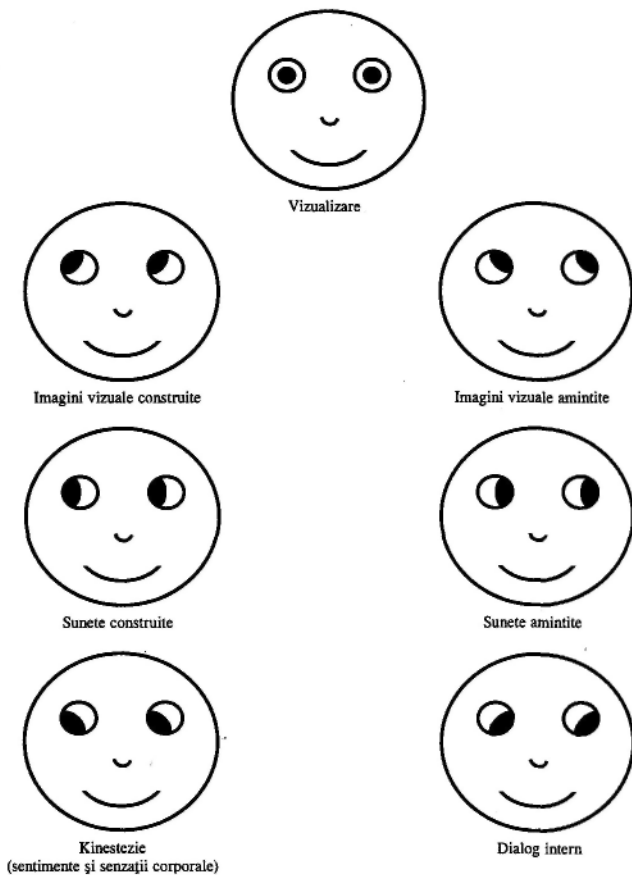 Vizualizare
Imagini vizuale construite
Imagini vizuale amintite
Sunete construite
Sunete amintite
Kinestezie
(sentimente şi senzaţii corporale)
Dialog intern